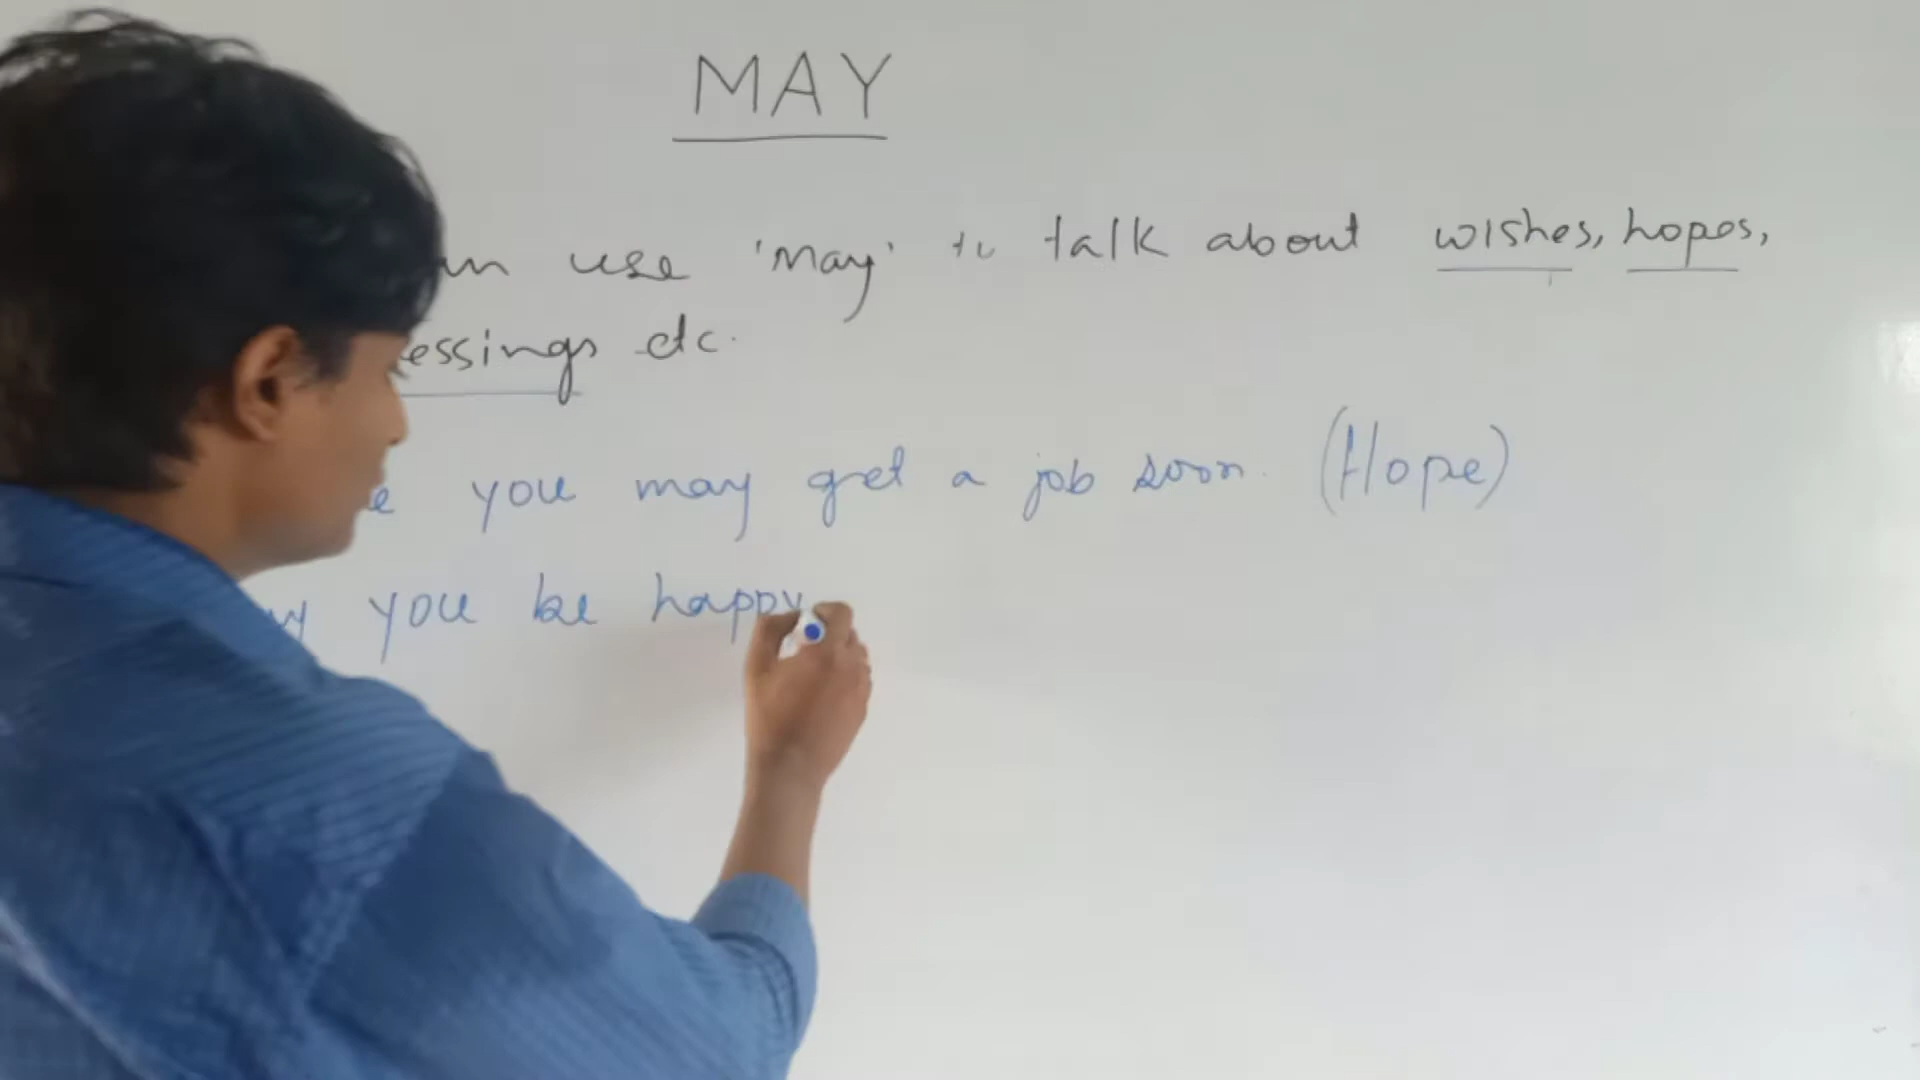 MAY
use 'may' to talk about wishes, hopes,
essings etc.
you may get a job soon. (Hope)
you be happy